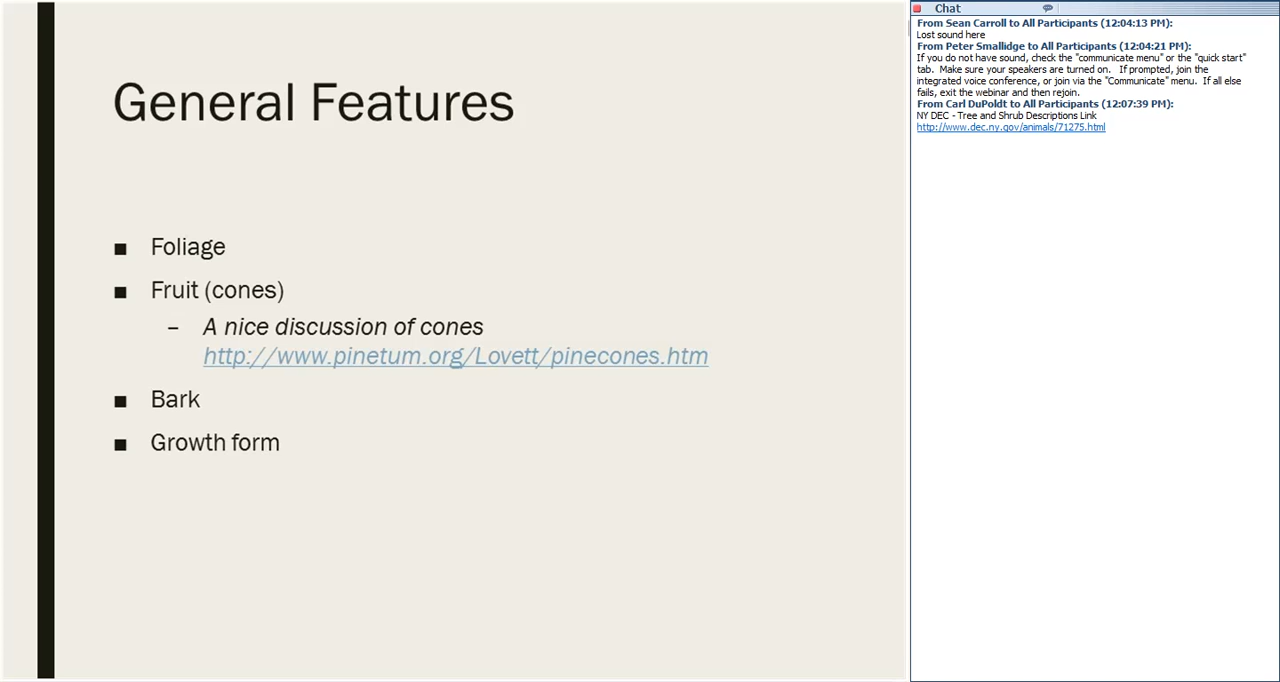 General Features
■ Foliage
■ Fruit (cones)
– A nice discussion of cones
http://www.pinetum.org/Lovett/pinecones.htm
■ Bark
■ Growth form
Chat
From Sean Carroll to All Participants (12:04:13 PM):
Lost sound here
From Peter Smallidge to All Participants (12:04:21 PM):
If you do not have sound, check the "communicate menu" or the "quick start"
tab. Make sure your speakers are turned on. If prompted, join the
integrated voice conference, or join via the "Communicate" menu. If all else
fails, exit the webinar and then rejoin.
From Carl DuPoldt to All Participants (12:07:39 PM):
NY DEC - Tree and Shrub Descriptions Link
http://www.dec.ny.gov/animals/71275.html